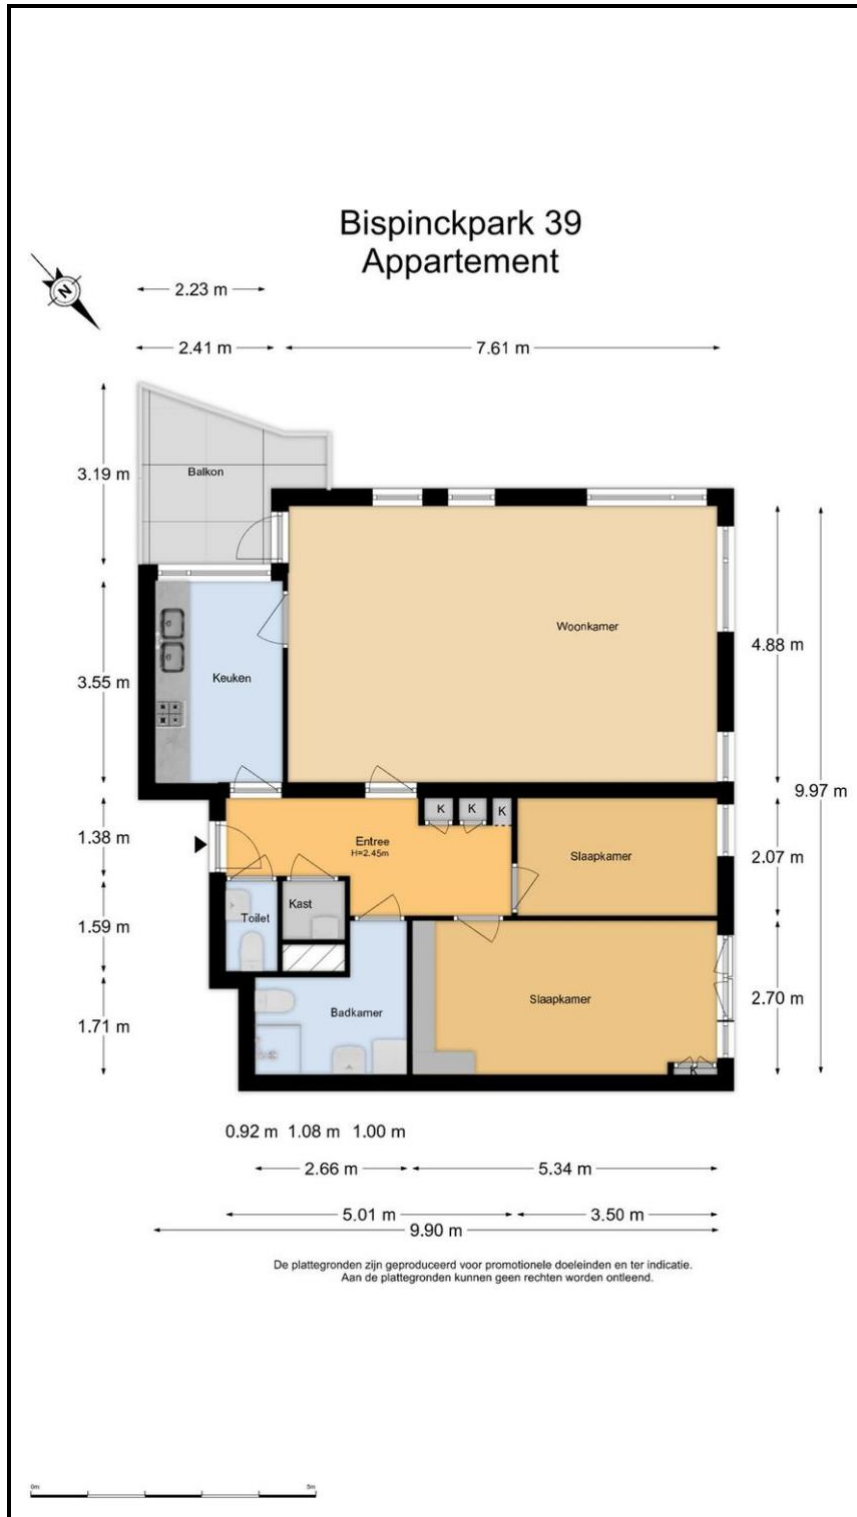 Bispinckpark 39
Appartement
N
2.23 m
2.41 m
7.61 m
3.19 m
Balkon
Woonkamer
4.88 m
3.55 m
Keuken
9.97 m
K
K
K
1.38 m
Entree
H=2.45m
Slaapkamer
2.07 m
1.59 m
Kast
Toilet
Slaapkamer
2.70 m
1.71 m
Badkamer
K
0.92 m 1.08 m 1.00 m
2.66 m
5.34 m
5.01 m
3.50 m
9.90 m
De plattegronden zijn geproduceerd voor promotionele doeleinden en ter indicatie.
Aan de plattegronden kunnen geen rechten worden ontleend.
0m
5m